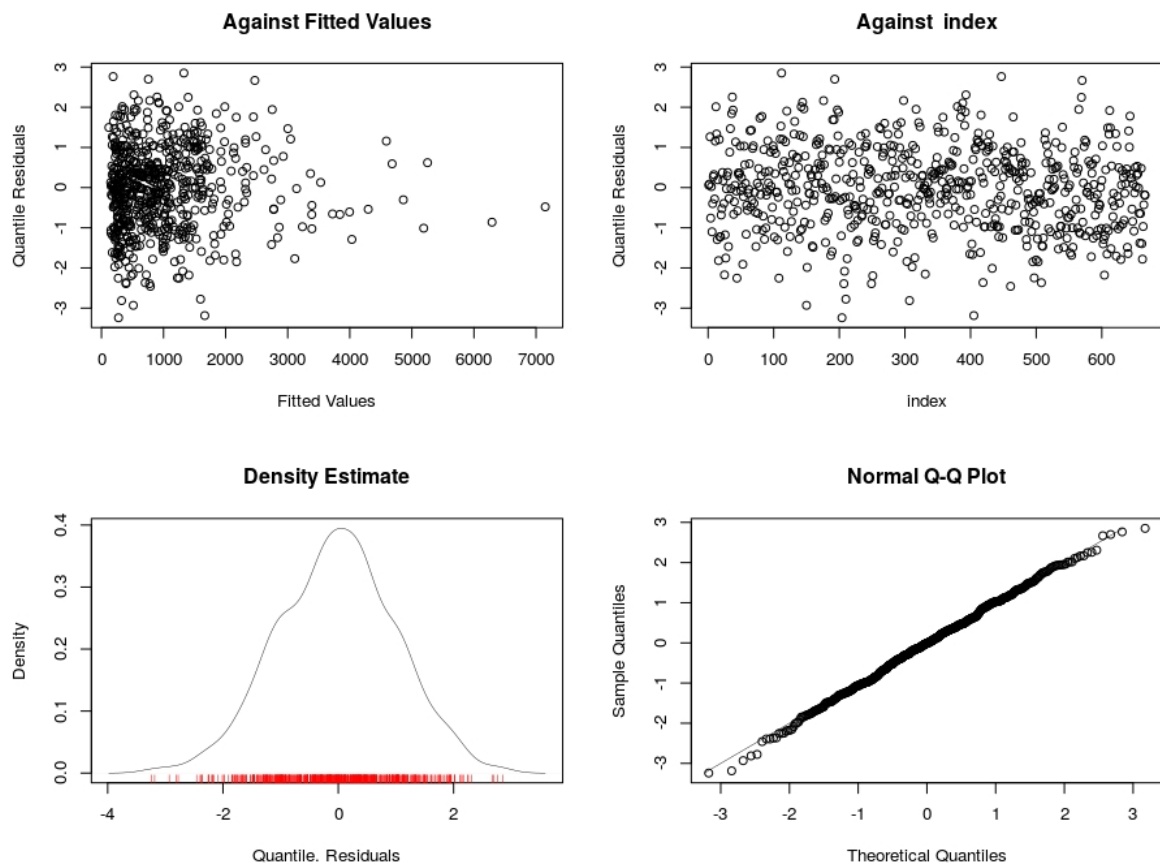 Against Fitted Values
Quantile Residuals
3
2
1
0
-1
-2
-3
0 1000 2000 3000 4000 5000 6000 7000
Fitted Values
Against index
Quantile Residuals
3
2
1
0
-1
-2
-3
0 100 200 300 400 500 600
index
Density Estimate
Density
0.4
0.3
0.2
0.1
0.0
-4 -2 0 2
Quantile. Residuals
Normal Q-Q Plot
Sample Quantiles
3
2
1
0
-1
-2
-3
-3 -2 -1 0 1 2 3
Theoretical Quantiles